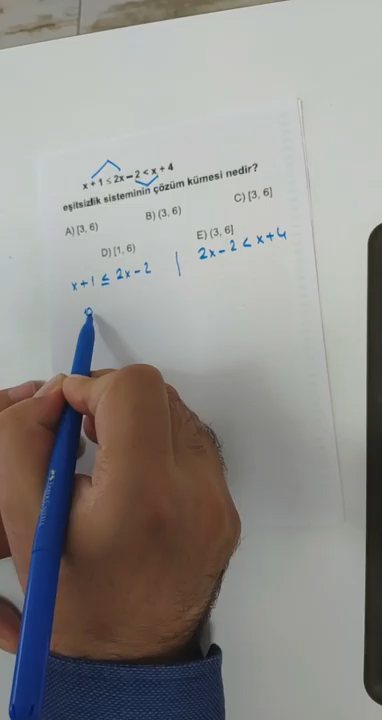 x + 1 ≤ 2x − 2 < x + 4
eşitsizlik sisteminin çözüm kümesi nedir?
A) [3, 6)
B) (3, 6)
C) [3, 6]
D) [1, 6)
E) (3, 6]
x + 1 ≤ 2x − 2 | 2x − 2 < x + 4